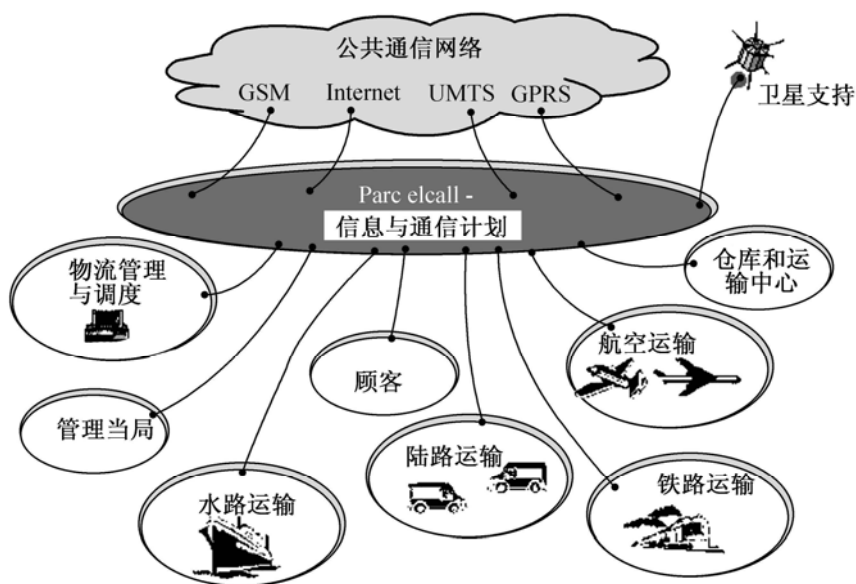 公共通信网络
GSM Internet UMTS GPRS
卫星支持
Parc elcall -
信息与通信计划
物流管理
与调度
仓库和运
输中心
航空运输
顾客
管理当局
陆路运输
水路运输
铁路运输